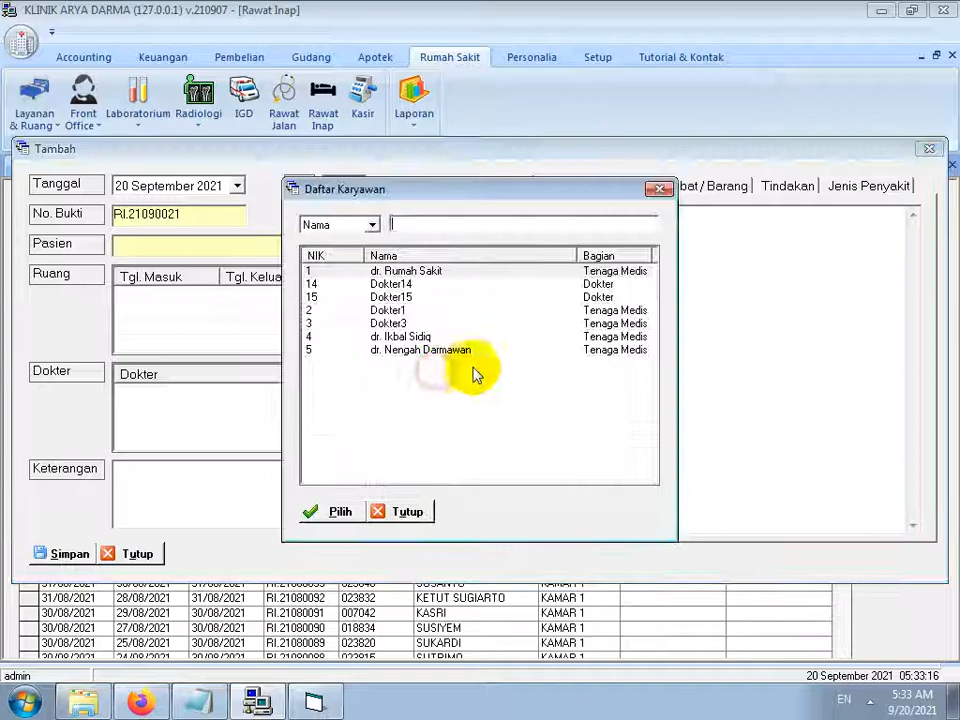 KLINIK ARYA DARMA (127.0.0.1) v.210907 - [Rawat Inap]
Accounting Keuangan Pembelian Gudang Apotek Rumah Sakit Personalia Setup Tutorial & Kontak
Layanan & Ruang
Front Office
Laboratorium
Radiologi
IGD
Rawat Jalan
Rawat Inap
Kasir
Laporan
Tambah
Tanggal 20 September 2021
No. Bukti RI.21090021
Pasien
Ruang Tgl. Masuk Tgl. Kelua
Dokter Dokter
Keterangan
Simpan Tutup
bat / Barang Tindakan Jenis Penyakit
Daftar Karyawan
Nama
NIK Nama Bagian
1 dr. Rumah Sakit Tenaga Medis
14 Dokter14 Dokter
15 Dokter15 Dokter
2 Dokter1 Tenaga Medis
3 Dokter3 Tenaga Medis
4 dr. Ikbal Sidiq Tenaga Medis
5 dr. Nengah Darmawan Tenaga Medis
Pilih Tutup
31/08/2021 28/08/2021 31/08/2021 RI.21080092 023832 KETUT SUGIARTO KAMAR 1
30/08/2021 29/08/2021 30/08/2021 RI.21080091 007042 KASRI KAMAR 1
30/08/2021 27/08/2021 30/08/2021 RI.21080090 018834 SUSIYEM KAMAR 1
30/08/2021 25/08/2021 30/08/2021 RI.21080089 023820 SUKARDI KAMAR 1
admin 20 September 2021 05:33:16
EN 5:33 AM
9/20/2021